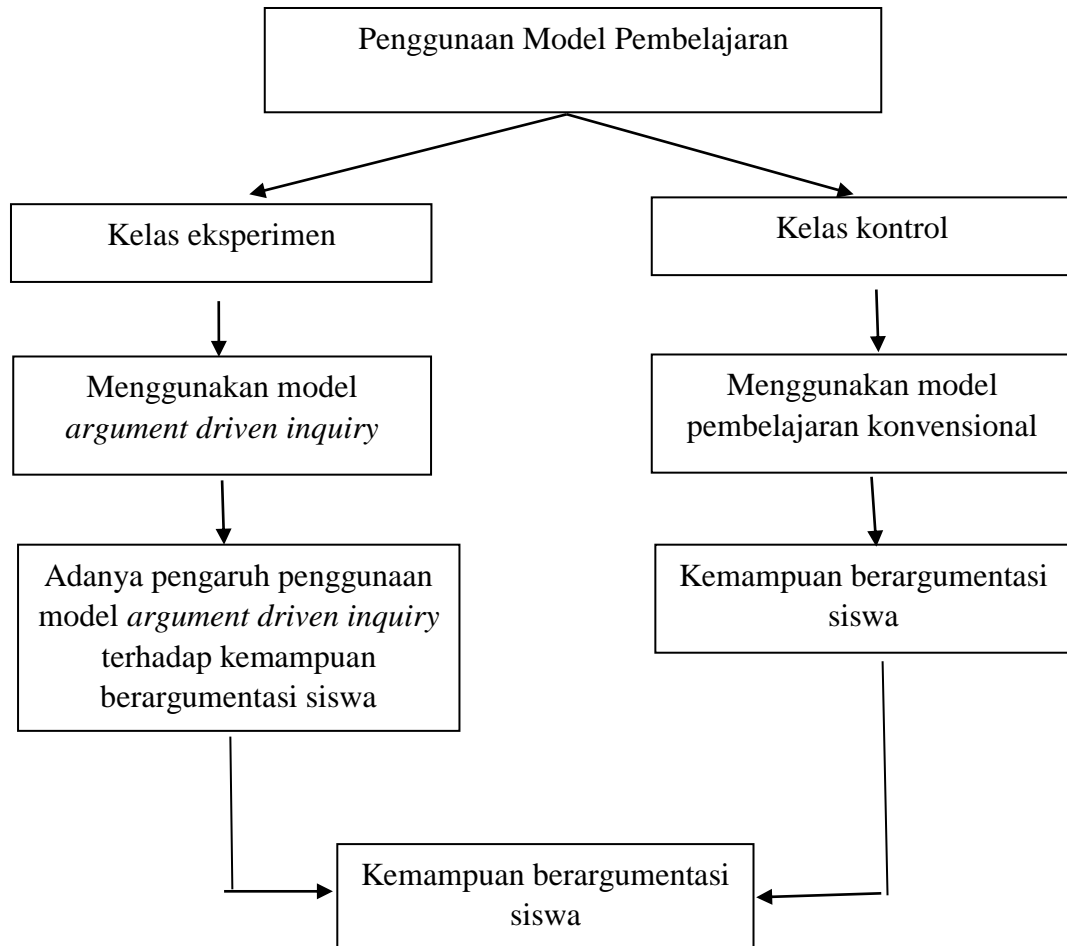 Penggunaan Model Pembelajaran
Kelas eksperimen
Kelas kontrol
Menggunakan model
argument driven inquiry
Menggunakan model
pembelajaran konvensional
Adanya pengaruh penggunaan
model argument driven inquiry
terhadap kemampuan
berargumentasi siswa
Kemampuan berargumentasi
siswa
Kemampuan berargumentasi
siswa